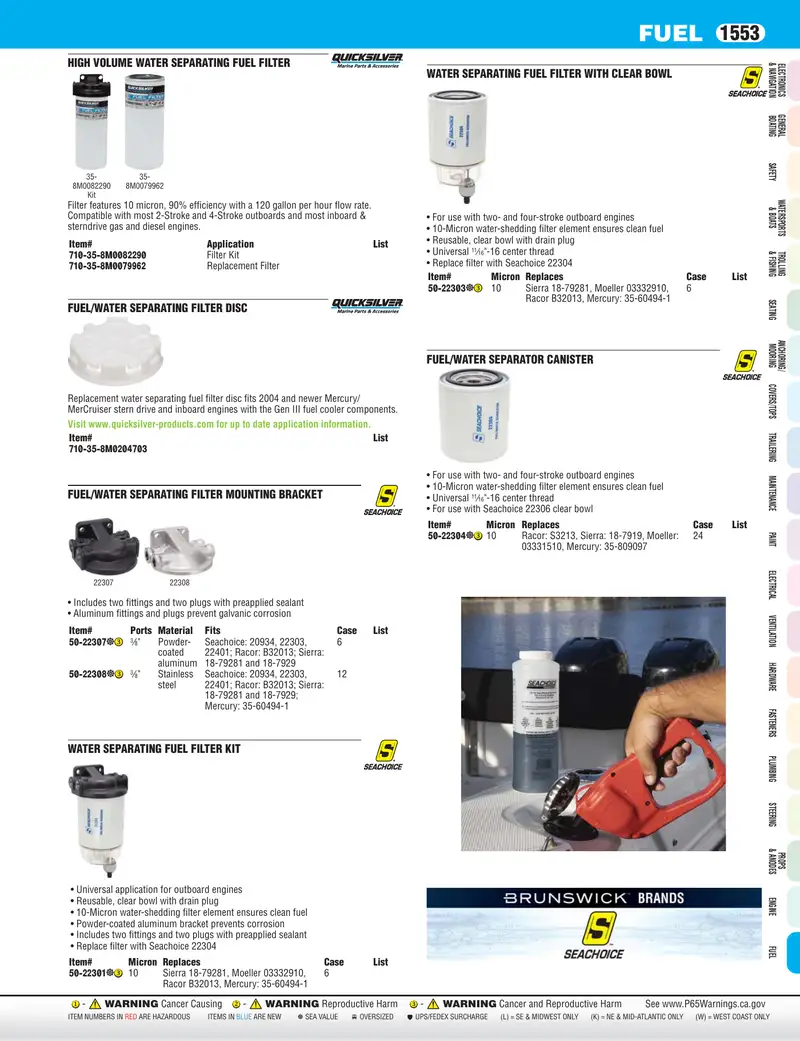 FUEL 1553
HIGH VOLUME WATER SEPARATING FUEL FILTER
QUICKSILVER
Marine Parts & Accessories
35-
8M0082290
Kit
35-
8M0079962
Filter features 10 micron, 90% efficiency with a 120 gallon per hour flow rate.
Compatible with most 2-Stroke and 4-Stroke outboards and most inboard &
sterndrive gas and diesel engines.
Item# Application List
710-35-8M0082290 Filter Kit
710-35-8M0079962 Replacement Filter
FUEL/WATER SEPARATING FILTER DISC
QUICKSILVER
Marine Parts & Accessories
Replacement water separating fuel filter disc fits 2004 and newer Mercury/
MerCruiser stern drive and inboard engines with the Gen III fuel cooler components.
Visit www.quicksilver-products.com for up to date application information.
Item# List
710-35-8M0204703
FUEL/WATER SEPARATING FILTER MOUNTING BRACKET
SEACHOICE
22307 22308
• Includes two fittings and two plugs with preapplied sealant
• Aluminum fittings and plugs prevent galvanic corrosion
Item# Ports Material Fits Case List
50-22307 3 ⅜" Powder- Seachoice: 20934, 22303, 6
coated 22401; Racor: B32013; Sierra:
aluminum 18-79281 and 18-7929
50-22308 3 ⅜" Stainless Seachoice: 20934, 22303, 12
steel 22401; Racor: B32013; Sierra:
18-79281 and 18-7929;
Mercury: 35-60494-1
WATER SEPARATING FUEL FILTER KIT
SEACHOICE
• Universal application for outboard engines
• Reusable, clear bowl with drain plug
• 10-Micron water-shedding filter element ensures clean fuel
• Powder-coated aluminum bracket prevents corrosion
• Includes two fittings and two plugs with preapplied sealant
• Replace filter with Seachoice 22304
Item# Micron Replaces Case List
50-22301 3 10 Sierra 18-79281, Moeller 03332910, 6
Racor B32013, Mercury: 35-60494-1
WATER SEPARATING FUEL FILTER WITH CLEAR BOWL
SEACHOICE
• For use with two- and four-stroke outboard engines
• 10-Micron water-shedding filter element ensures clean fuel
• Reusable, clear bowl with drain plug
• Universal 11⁄16"-16 center thread
• Replace filter with Seachoice 22304
Item# Micron Replaces Case List
50-22303 3 10 Sierra 18-79281, Moeller 03332910, 6
Racor B32013, Mercury: 35-60494-1
FUEL/WATER SEPARATOR CANISTER
SEACHOICE
• For use with two- and four-stroke outboard engines
• 10-Micron water-shedding filter element ensures clean fuel
• Universal 11⁄16"-16 center thread
• For use with Seachoice 22306 clear bowl
Item# Micron Replaces Case List
50-22304 3 10 Racor: S3213, Sierra: 18-7919, Moeller: 24
03331510, Mercury: 35-809097
SEACHOICE
BRUNSWICK BRANDS
SEACHOICE
ELECTRONICS
& NAVIGATION
GENERAL
BOATING
SAFETY
WATERSPORTS
& BOATS
TROLLING
& FISHING
SEATING
ANCHORING/
MOORING
COVERS/TOPS
TRAILERING
MAINTENANCE
PAINT
ELECTRICAL
VENTILATION
HARDWARE
FASTENERS
PLUMBING
STEERING
PROPS
& ANODES
ENGINE
FUEL
1 - WARNING Cancer Causing 2 - WARNING Reproductive Harm 3 - WARNING Cancer and Reproductive Harm See www.P65Warnings.ca.gov
ITEM NUMBERS IN RED ARE HAZARDOUS ITEMS IN BLUE ARE NEW SEA VALUE OVERSIZED UPS/FEDEX SURCHARGE (L) = SE & MIDWEST ONLY (K) = NE & MID-ATLANTIC ONLY (W) = WEST COAST ONLY